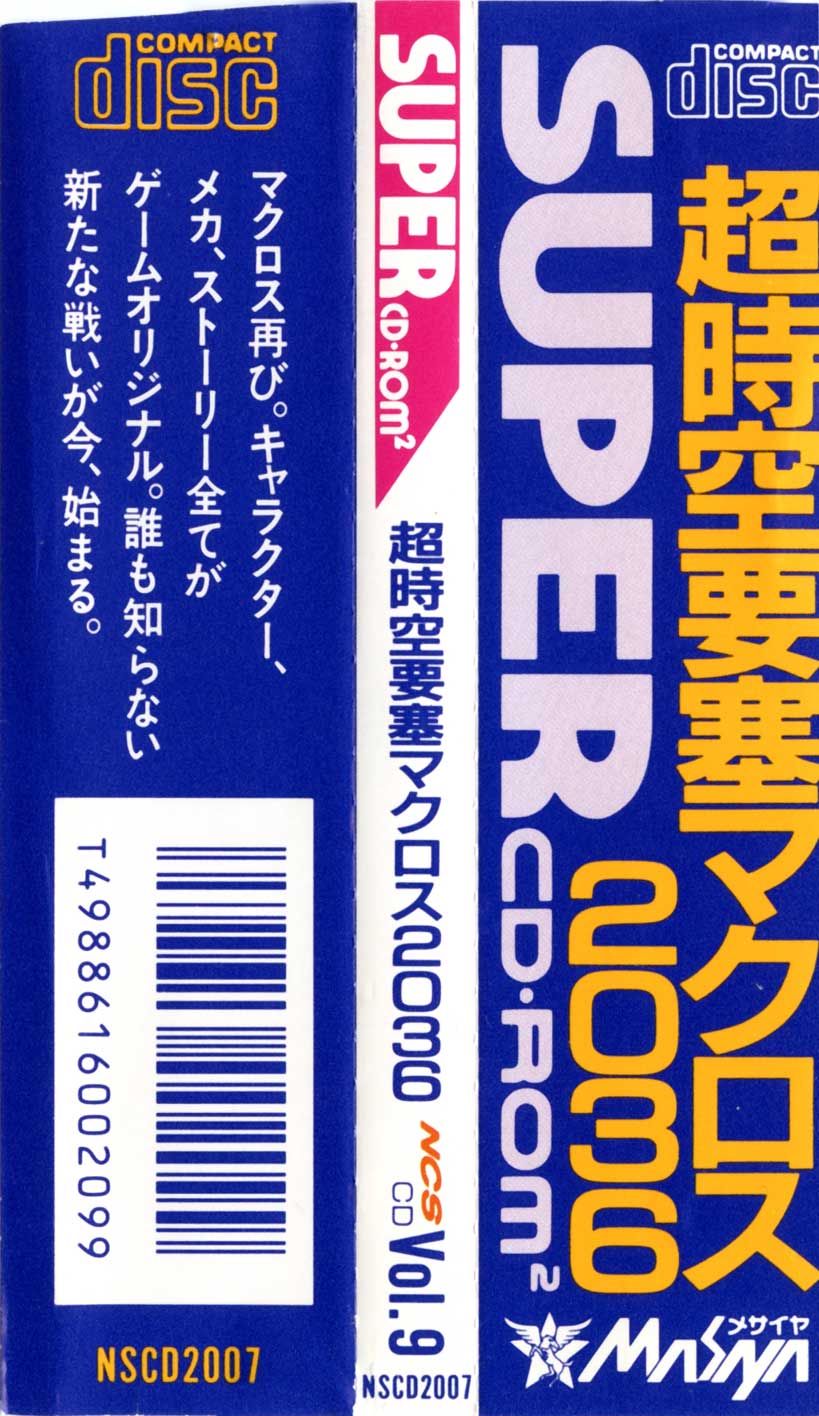 COMPACT
disc
マクロス再び。キャラクター、
メカ、ストーリー全てが
ゲームオリジナル。誰も知らない
新たな戦いが今、始まる。
T4988616002099
NSCD2007
SUPER CD・ROM²
超時空要塞マクロス2036
NCS
CD Vol.9
NSCD2007
COMPACT
disc
超時空要塞マクロス
2036
SUPER CD・ROM²
メサイヤ
MASAYA